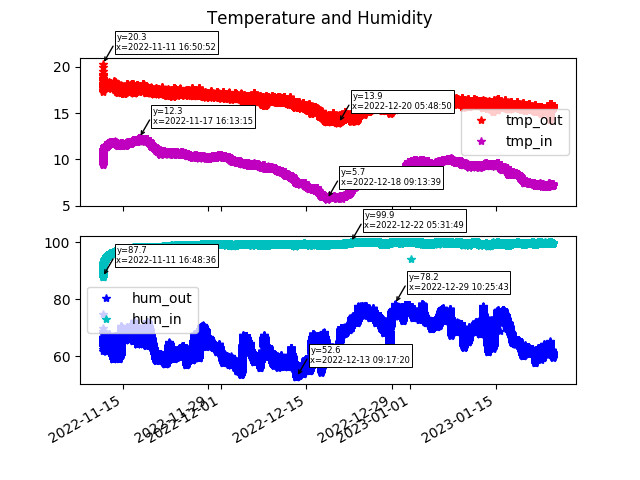 Temperature and Humidity
y=20.3
x=2022-11-11 16:50:52
y=12.3
x=2022-11-17 16:13:15
y=13.9
x=2022-12-20 05:48:50
y=5.7
x=2022-12-18 09:13:39
20
15
10
5
tmp_out
tmp_in
y=99.9
x=2022-12-22 05:31:49
y=87.7
x=2022-11-11 16:48:36
y=78.2
x=2022-12-29 10:25:43
y=52.6
x=2022-12-13 09:17:20
100
80
60
hum_out
hum_in
2022-11-15
2022-11-29
2022-12-01
2022-12-15
2022-12-29
2023-01-01
2023-01-15